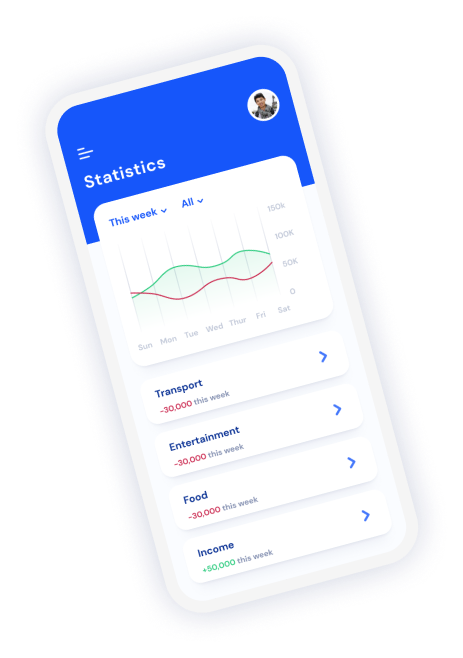 Statistics
This week All
150k
100K
50K
0
Sun Mon Tue Wed Thur Fri Sat
Transport
-30,000 this week
Entertainment
-30,000 this week
Food
-30,000 this week
Income
+50,000 this week